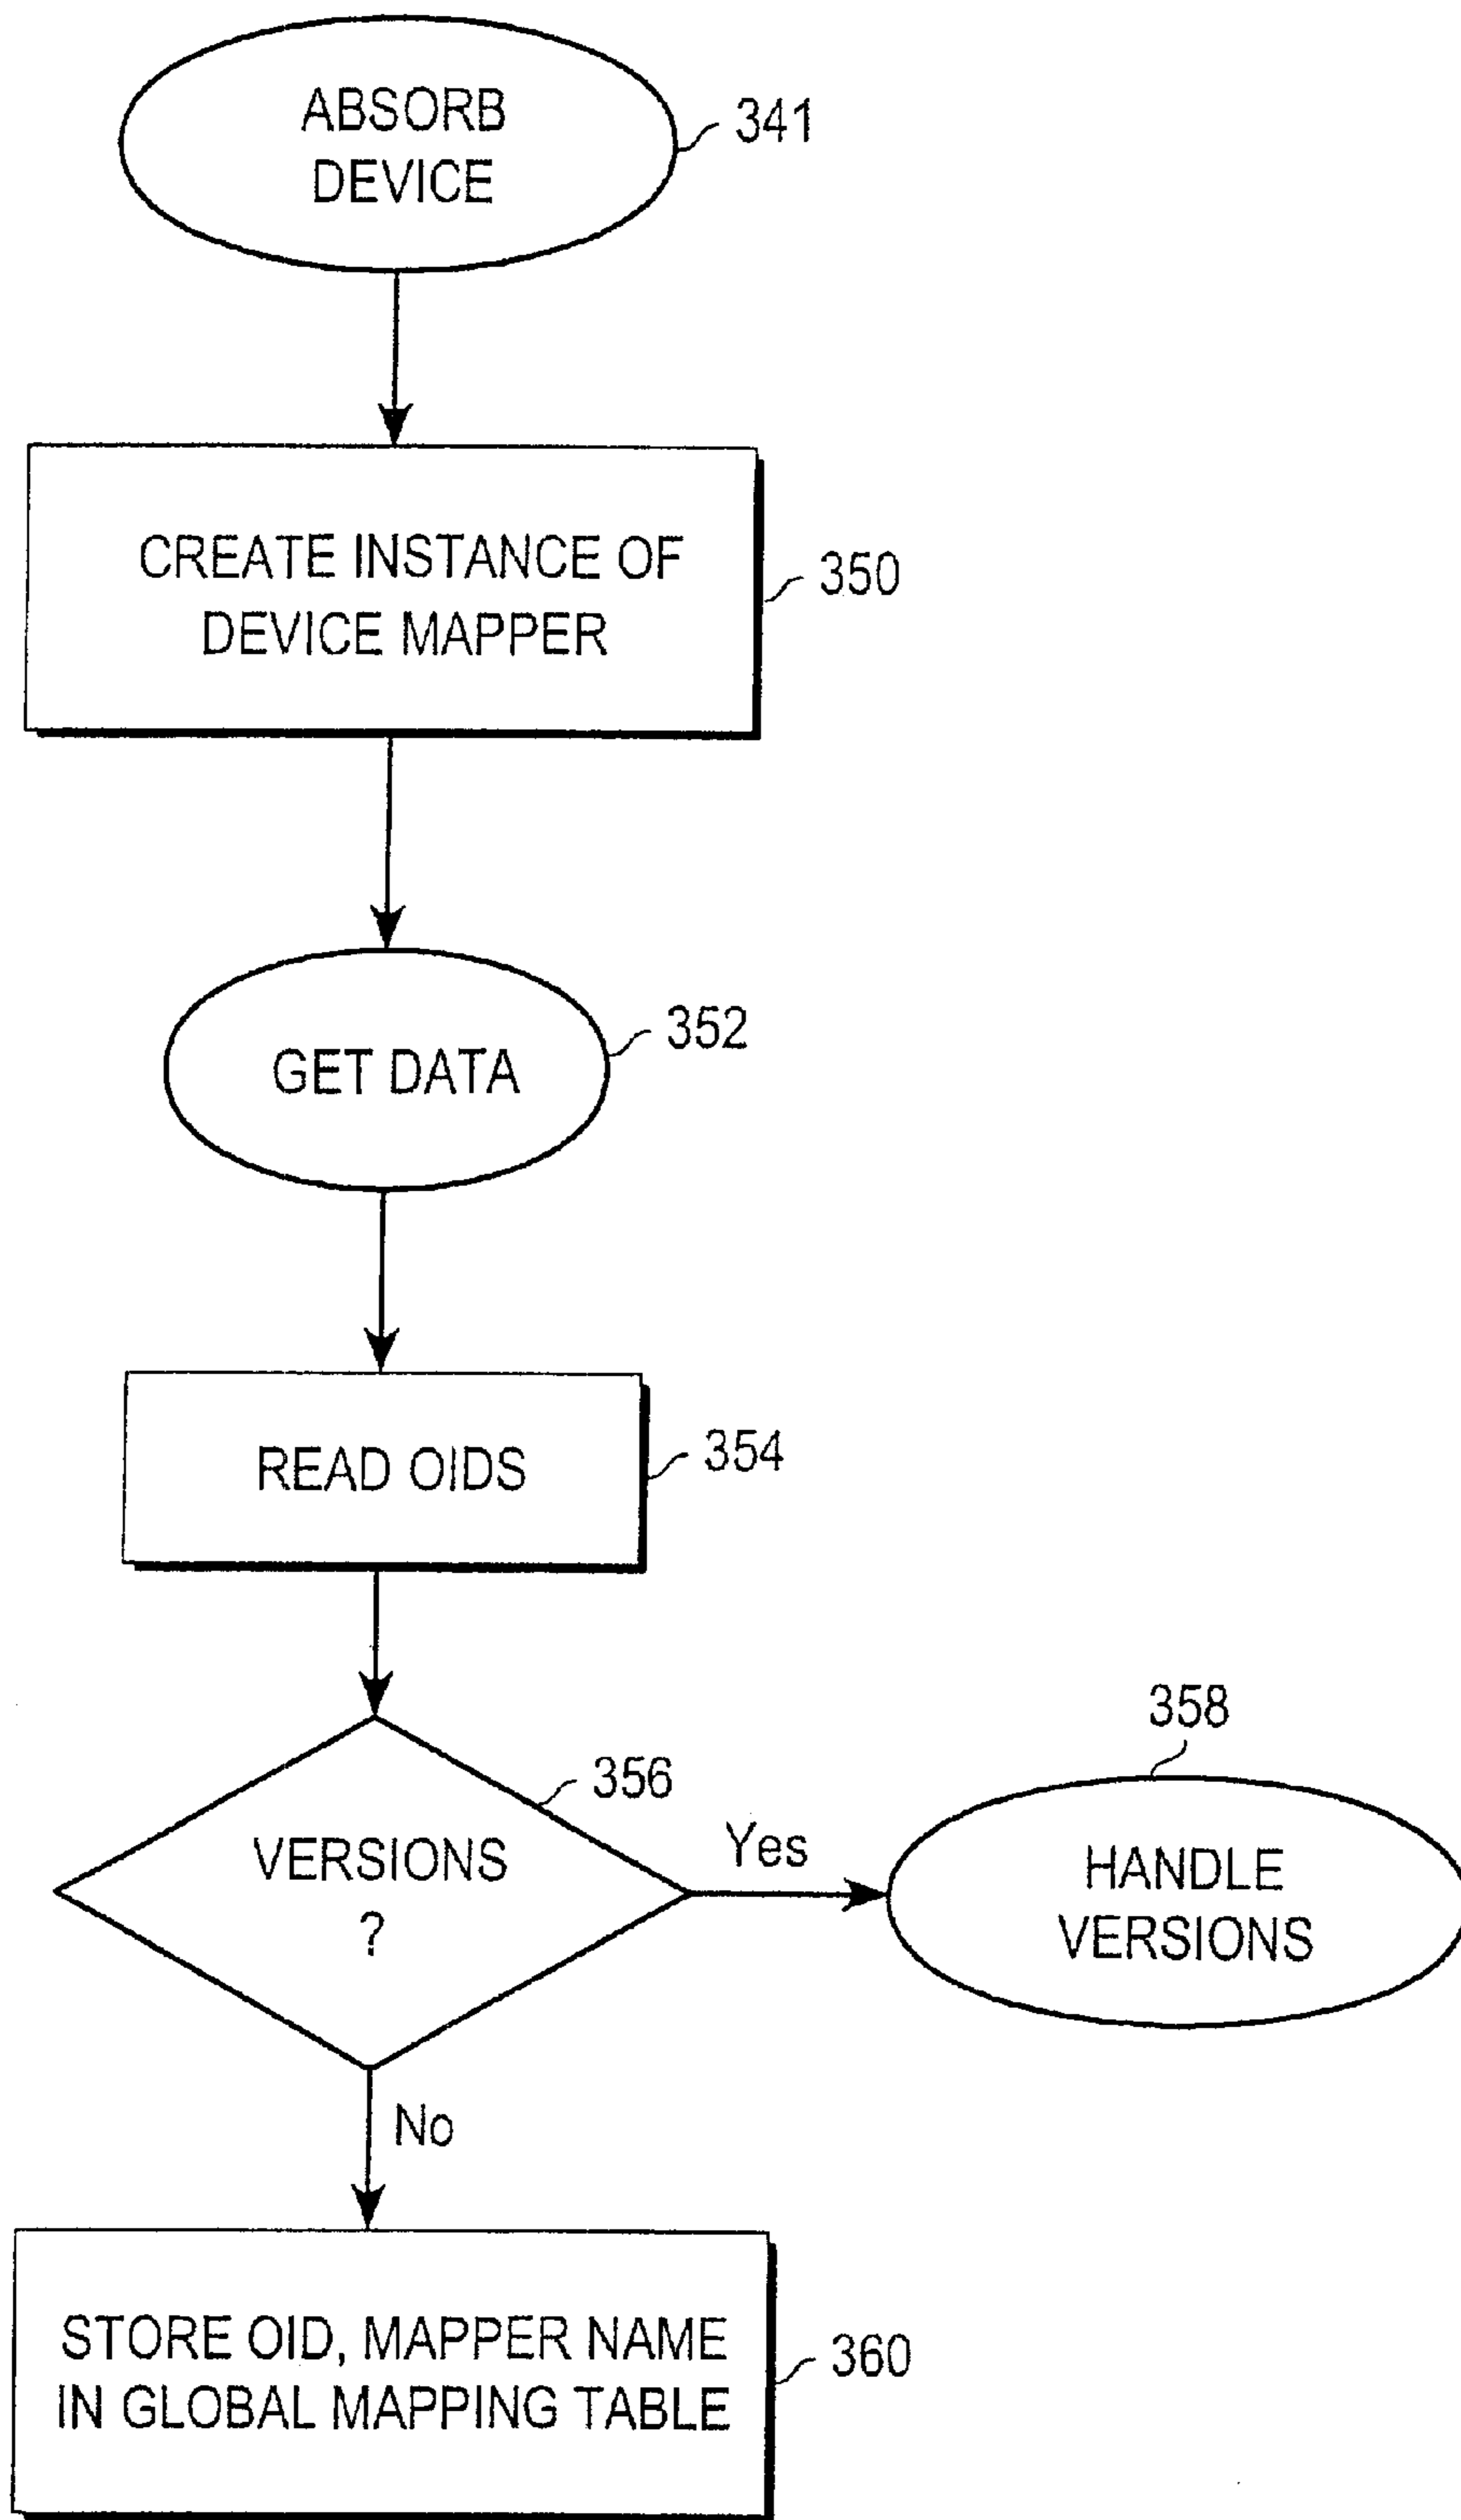 ABSORB
DEVICE
341
CREATE INSTANCE OF
DEVICE MAPPER
350
GET DATA
352
READ OIDS
354
VERSIONS
?
356
Yes
358
HANDLE
VERSIONS
No
STORE OID, MAPPER NAME
IN GLOBAL MAPPING TABLE
360